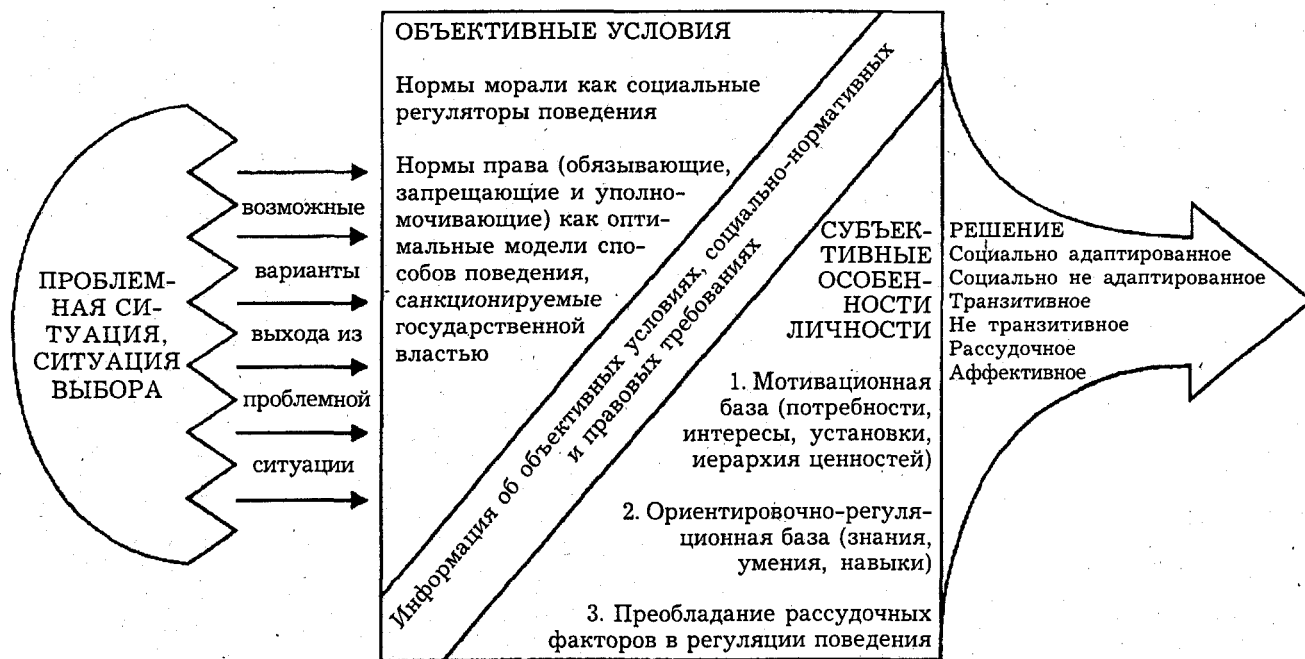 ПРОБЛЕМ-
НАЯ СИ-
ТУАЦИЯ,
СИТУАЦИЯ
ВЫБОРА
возможные
варианты
выхода из
проблемной
ситуации
ОБЪЕКТИВНЫЕ УСЛОВИЯ
Нормы морали как социальные
регуляторы поведения
Нормы права (обязывающие,
запрещающие и уполно-
мочивающие) как опти-
мальные модели спо-
собов поведения,
санкционируемые
государственной
властью
Информация об объективных условиях, социально-нормативных
и правовых требованиях
СУБЪЕК-
ТИВНЫЕ
ОСОБЕН-
НОСТИ
ЛИЧНОСТИ
1. Мотивационная
база (потребности,
интересы, установки,
иерархия ценностей)
2. Ориентировочно-регуля-
ционная база (знания,
умения, навыки)
3. Преобладание рассудочных
факторов в регуляции поведения
РЕШЕНИЕ
Социально адаптированное
Социально не адаптированное
Транзитивное
Не транзитивное
Рассудочное
Аффективное